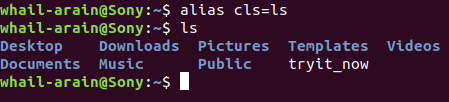 whail-arain@Sony:~$ alias cls=ls
whail-arain@Sony:~$ ls
Desktop    Downloads  Pictures  Templates  Videos
Documents  Music      Public    tryit_now
whail-arain@Sony:~$